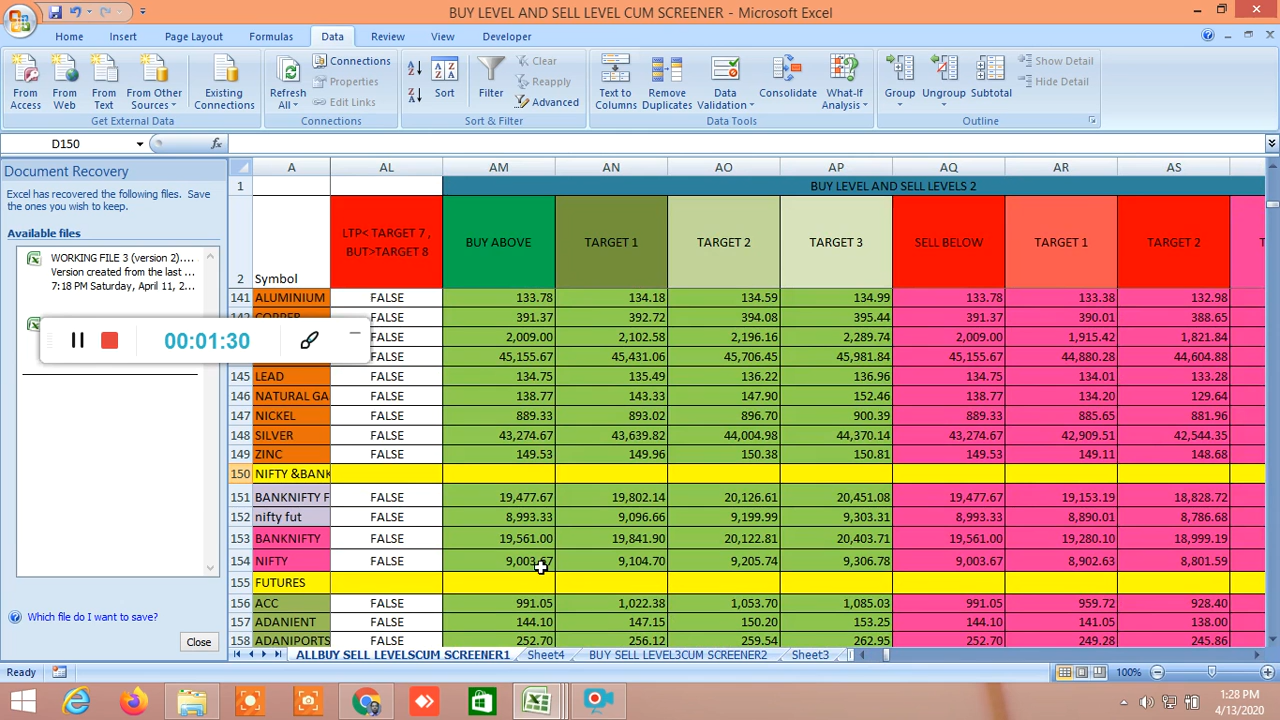 BUY LEVEL AND SELL LEVEL CUM SCREENER - Microsoft Excel
Home Insert Page Layout Formulas Data Review View Developer
From Access
From Web
From Text
From Other Sources
Existing Connections
Get External Data
Refresh All
Connections
Properties
Edit Links
Connections
Sort
Filter
Clear
Reapply
Advanced
Sort & Filter
Text to Columns
Remove Duplicates
Data Validation
Consolidate
What-If Analysis
Data Tools
Group
Ungroup
Subtotal
Show Detail
Hide Detail
Outline
D150
Document Recovery
Excel has recovered the following files. Save the ones you wish to keep.
Available files
WORKING FILE 3 (version 2)....
Version created from the last ...
7:18 PM Saturday, April 11, 2...
00:01:30
Which file do I want to save?
Close
A AL AM AN AO AP AQ AR AS
1 BUY LEVEL AND SELL LEVELS 2
2 Symbol LTP< TARGET 7 , BUT>TARGET 8 BUY ABOVE TARGET 1 TARGET 2 TARGET 3 SELL BELOW TARGET 1 TARGET 2
141 ALUMINIUM FALSE 133.78 134.18 134.59 134.99 133.78 133.38 132.98
FALSE 391.37 392.72 394.08 395.44 391.37 390.01 388.65
FALSE 2,009.00 2,102.58 2,196.16 2,289.74 2,009.00 1,915.42 1,821.84
FALSE 45,155.67 45,431.06 45,706.45 45,981.84 45,155.67 44,880.28 44,604.88
145 LEAD FALSE 134.75 135.49 136.22 136.96 134.75 134.01 133.28
146 NATURAL GA FALSE 138.77 143.33 147.90 152.46 138.77 134.20 129.64
147 NICKEL FALSE 889.33 893.02 896.70 900.39 889.33 885.65 881.96
148 SILVER FALSE 43,274.67 43,639.82 44,004.98 44,370.14 43,274.67 42,909.51 42,544.35
149 ZINC FALSE 149.53 149.96 150.38 150.81 149.53 149.11 148.68
150 NIFTY &BANK
151 BANKNIFTY F FALSE 19,477.67 19,802.14 20,126.61 20,451.08 19,477.67 19,153.19 18,828.72
152 nifty fut FALSE 8,993.33 9,096.66 9,199.99 9,303.31 8,993.33 8,890.01 8,786.68
153 BANKNIFTY FALSE 19,561.00 19,841.90 20,122.81 20,403.71 19,561.00 19,280.10 18,999.19
154 NIFTY FALSE 9,003.67 9,104.70 9,205.74 9,306.78 9,003.67 8,902.63 8,801.59
155 FUTURES
156 ACC FALSE 991.05 1,022.38 1,053.70 1,085.03 991.05 959.72 928.40
157 ADANIENT FALSE 144.10 147.15 150.20 153.25 144.10 141.05 138.00
158 ADANIPORTS FALSE 252.70 256.12 259.54 262.95 252.70 249.28 245.86
ALLBUY SELL LEVELSCUM SCREENER1 Sheet4 BUY SELL LEVEL3CUM SCREENER2 Sheet3
Ready
100%
1:28 PM
4/13/2020